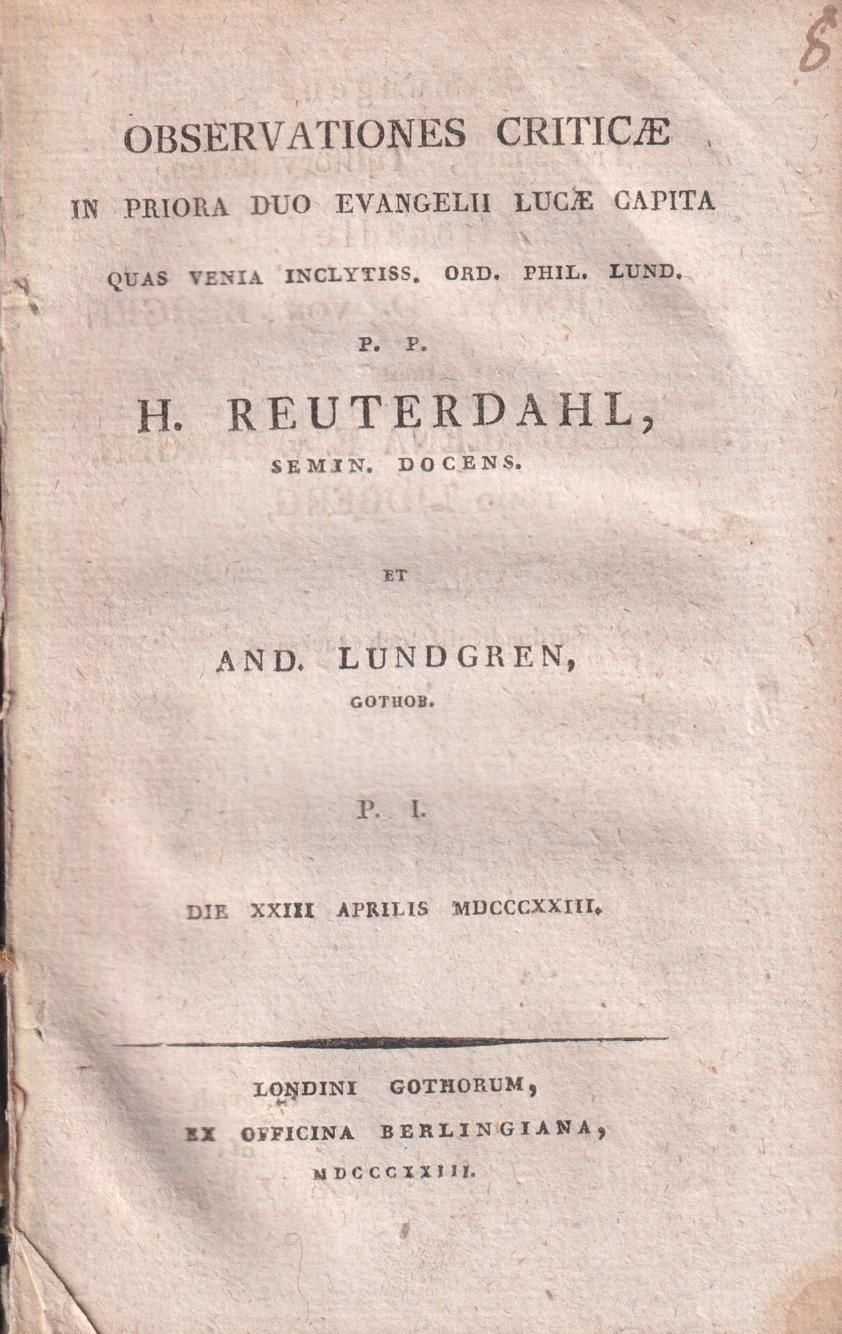 8
OBSERVATIONES CRITICÆ
IN PRIORA DUO EVANGELII LUCÆ CAPITA
QUAS VENIA INCLYTISS. ORD. PHIL. LUND.
P. P.
H. REUTERDAHL,
SEMIN. DOCENS.
ET
AND. LUNDGREN,
GOTHOB.
P. I.
DIE XXIII APRILIS MDCCCXXIII.
LONDINI GOTHORUM,
EX OFFICINA BERLINGIANA,
MDCCCXXIII.